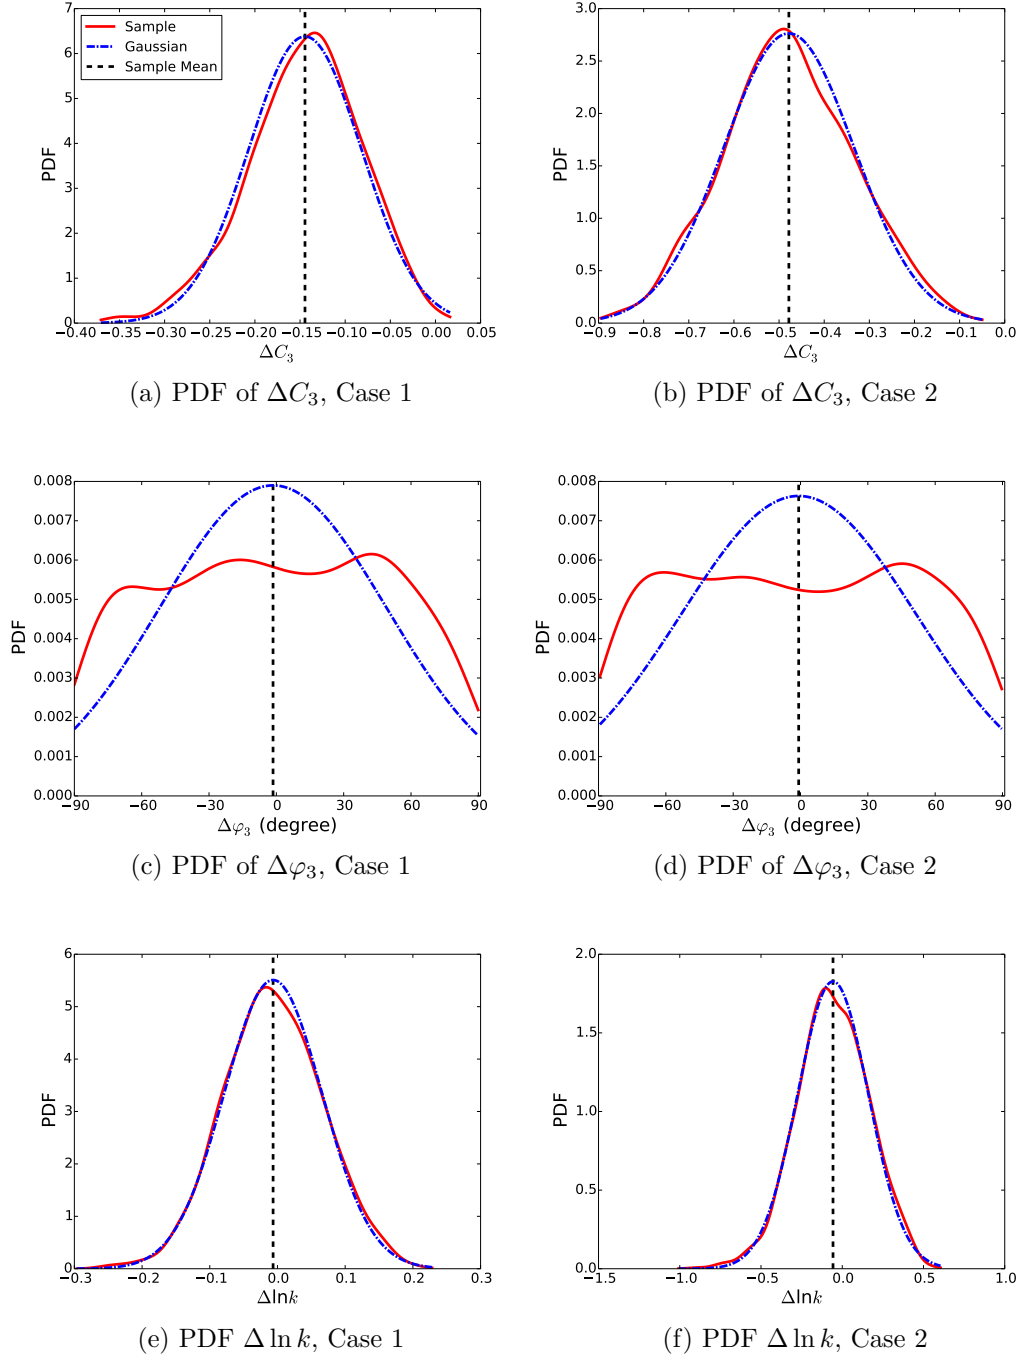 7
6
5
4
3
2
1
0
PDF
Sample
Gaussian
Sample Mean
−0.40 −0.35 −0.30 −0.25 −0.20 −0.15 −0.10 −0.05 0.00 0.05
ΔC₃
(a) PDF of ΔC₃, Case 1
3.0
2.5
2.0
1.5
1.0
0.5
0.0
PDF
−0.9 −0.8 −0.7 −0.6 −0.5 −0.4 −0.3 −0.2 −0.1 0.0
ΔC₃
(b) PDF of ΔC₃, Case 2
0.008
0.007
0.006
0.005
0.004
0.003
0.002
0.001
0.000
PDF
−90 −60 −30 0 30 60 90
Δφ₃ (degree)
(c) PDF of Δφ₃, Case 1
0.008
0.007
0.006
0.005
0.004
0.003
0.002
0.001
0.000
PDF
−90 −60 −30 0 30 60 90
Δφ₃ (degree)
(d) PDF of Δφ₃, Case 2
6
5
4
3
2
1
0
PDF
−0.3 −0.2 −0.1 0.0 0.1 0.2 0.3
Δlnk
(e) PDF Δ ln k, Case 1
2.0
1.5
1.0
0.5
0.0
PDF
−1.5 −1.0 −0.5 0.0 0.5 1.0
Δlnk
(f) PDF Δ ln k, Case 2